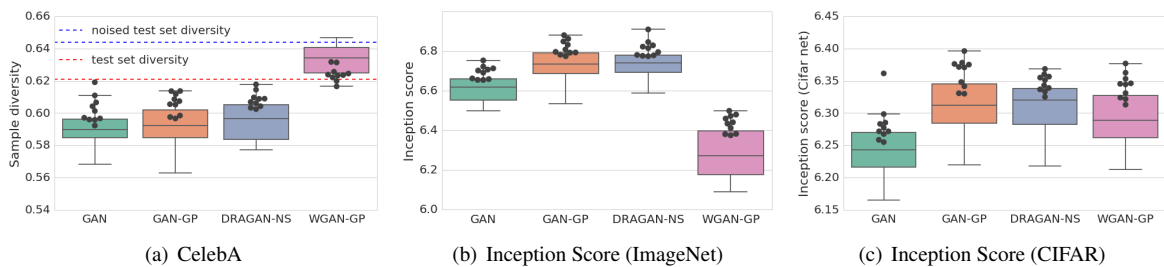 Sample diversity
0.66
0.64
0.62
0.60
0.58
0.56
0.54
noised test set diversity
test set diversity
GAN
GAN-GP
DRAGAN-NS
WGAN-GP
(a) CelebA
Inception score
6.8
6.6
6.4
6.2
6.0
GAN
GAN-GP
DRAGAN-NS
WGAN-GP
(b) Inception Score (ImageNet)
Inception score (Cifar net)
6.45
6.40
6.35
6.30
6.25
6.20
6.15
GAN
GAN-GP
DRAGAN-NS
WGAN-GP
(c) Inception Score (CIFAR)